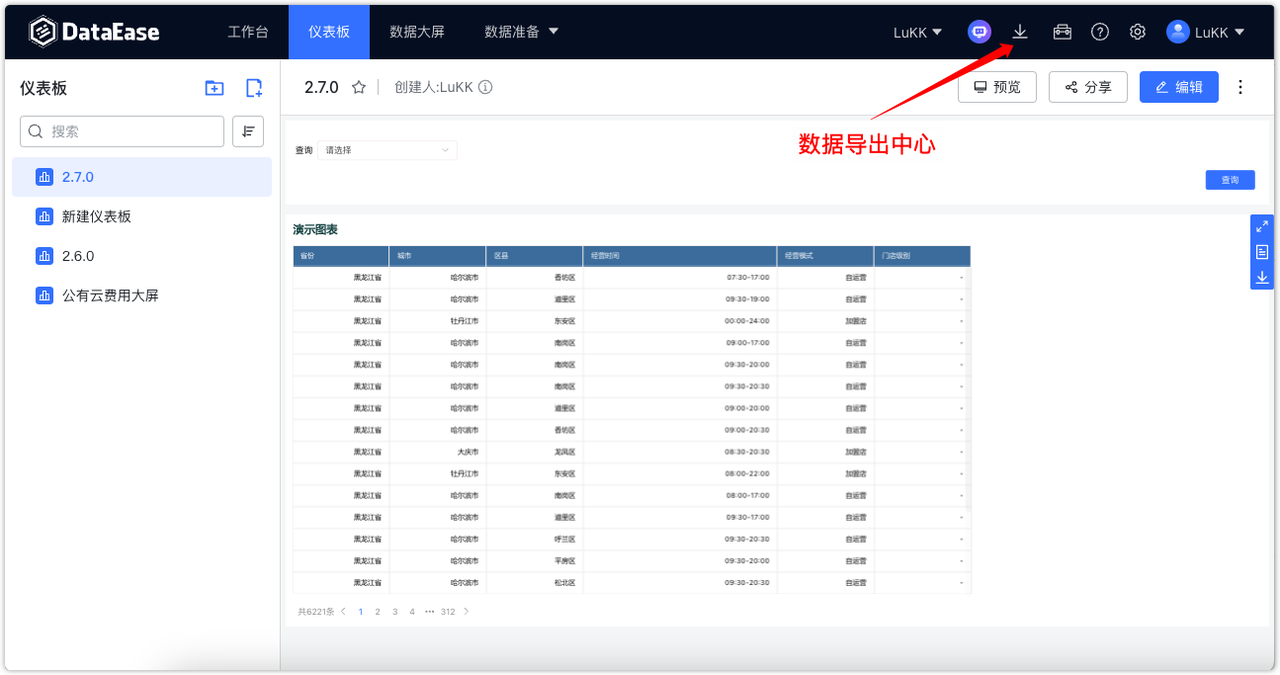 DataEase 工作台 仪表板 数据大屏 数据准备 LuKK LuKK
仪表板
搜索
2.7.0
新建仪表板
2.6.0
公有云费用大屏
2.7.0 创建人:LuKK 预览 分享 编辑
数据导出中心
查询 请选择
查询
演示图表
省份 城市 区县 经营时间 经营模式 门店级别
黑龙江省 哈尔滨市 香坊区 07:30-17:00 自运营 -
黑龙江省 哈尔滨市 道里区 09:30-19:00 自运营 -
黑龙江省 牡丹江市 东安区 00:00-24:00 加盟店 -
黑龙江省 哈尔滨市 南岗区 09:00-17:00 自运营 -
黑龙江省 哈尔滨市 南岗区 09:30-20:00 自运营 -
黑龙江省 哈尔滨市 南岗区 09:30-20:30 自运营 -
黑龙江省 哈尔滨市 道里区 09:00-20:00 自运营 -
黑龙江省 哈尔滨市 香坊区 09:00-20:30 自运营 -
黑龙江省 大庆市 龙凤区 08:30-20:30 加盟店 -
黑龙江省 牡丹江市 东安区 08:00-22:00 加盟店 -
黑龙江省 哈尔滨市 南岗区 08:00-17:00 自运营 -
黑龙江省 哈尔滨市 道里区 09:30-17:00 自运营 -
黑龙江省 哈尔滨市 呼兰区 09:30-20:30 自运营 -
黑龙江省 哈尔滨市 平房区 09:30-20:00 自运营 -
黑龙江省 哈尔滨市 松北区 09:30-20:30 自运营 -
共6221条 1 2 3 4 ••• 312